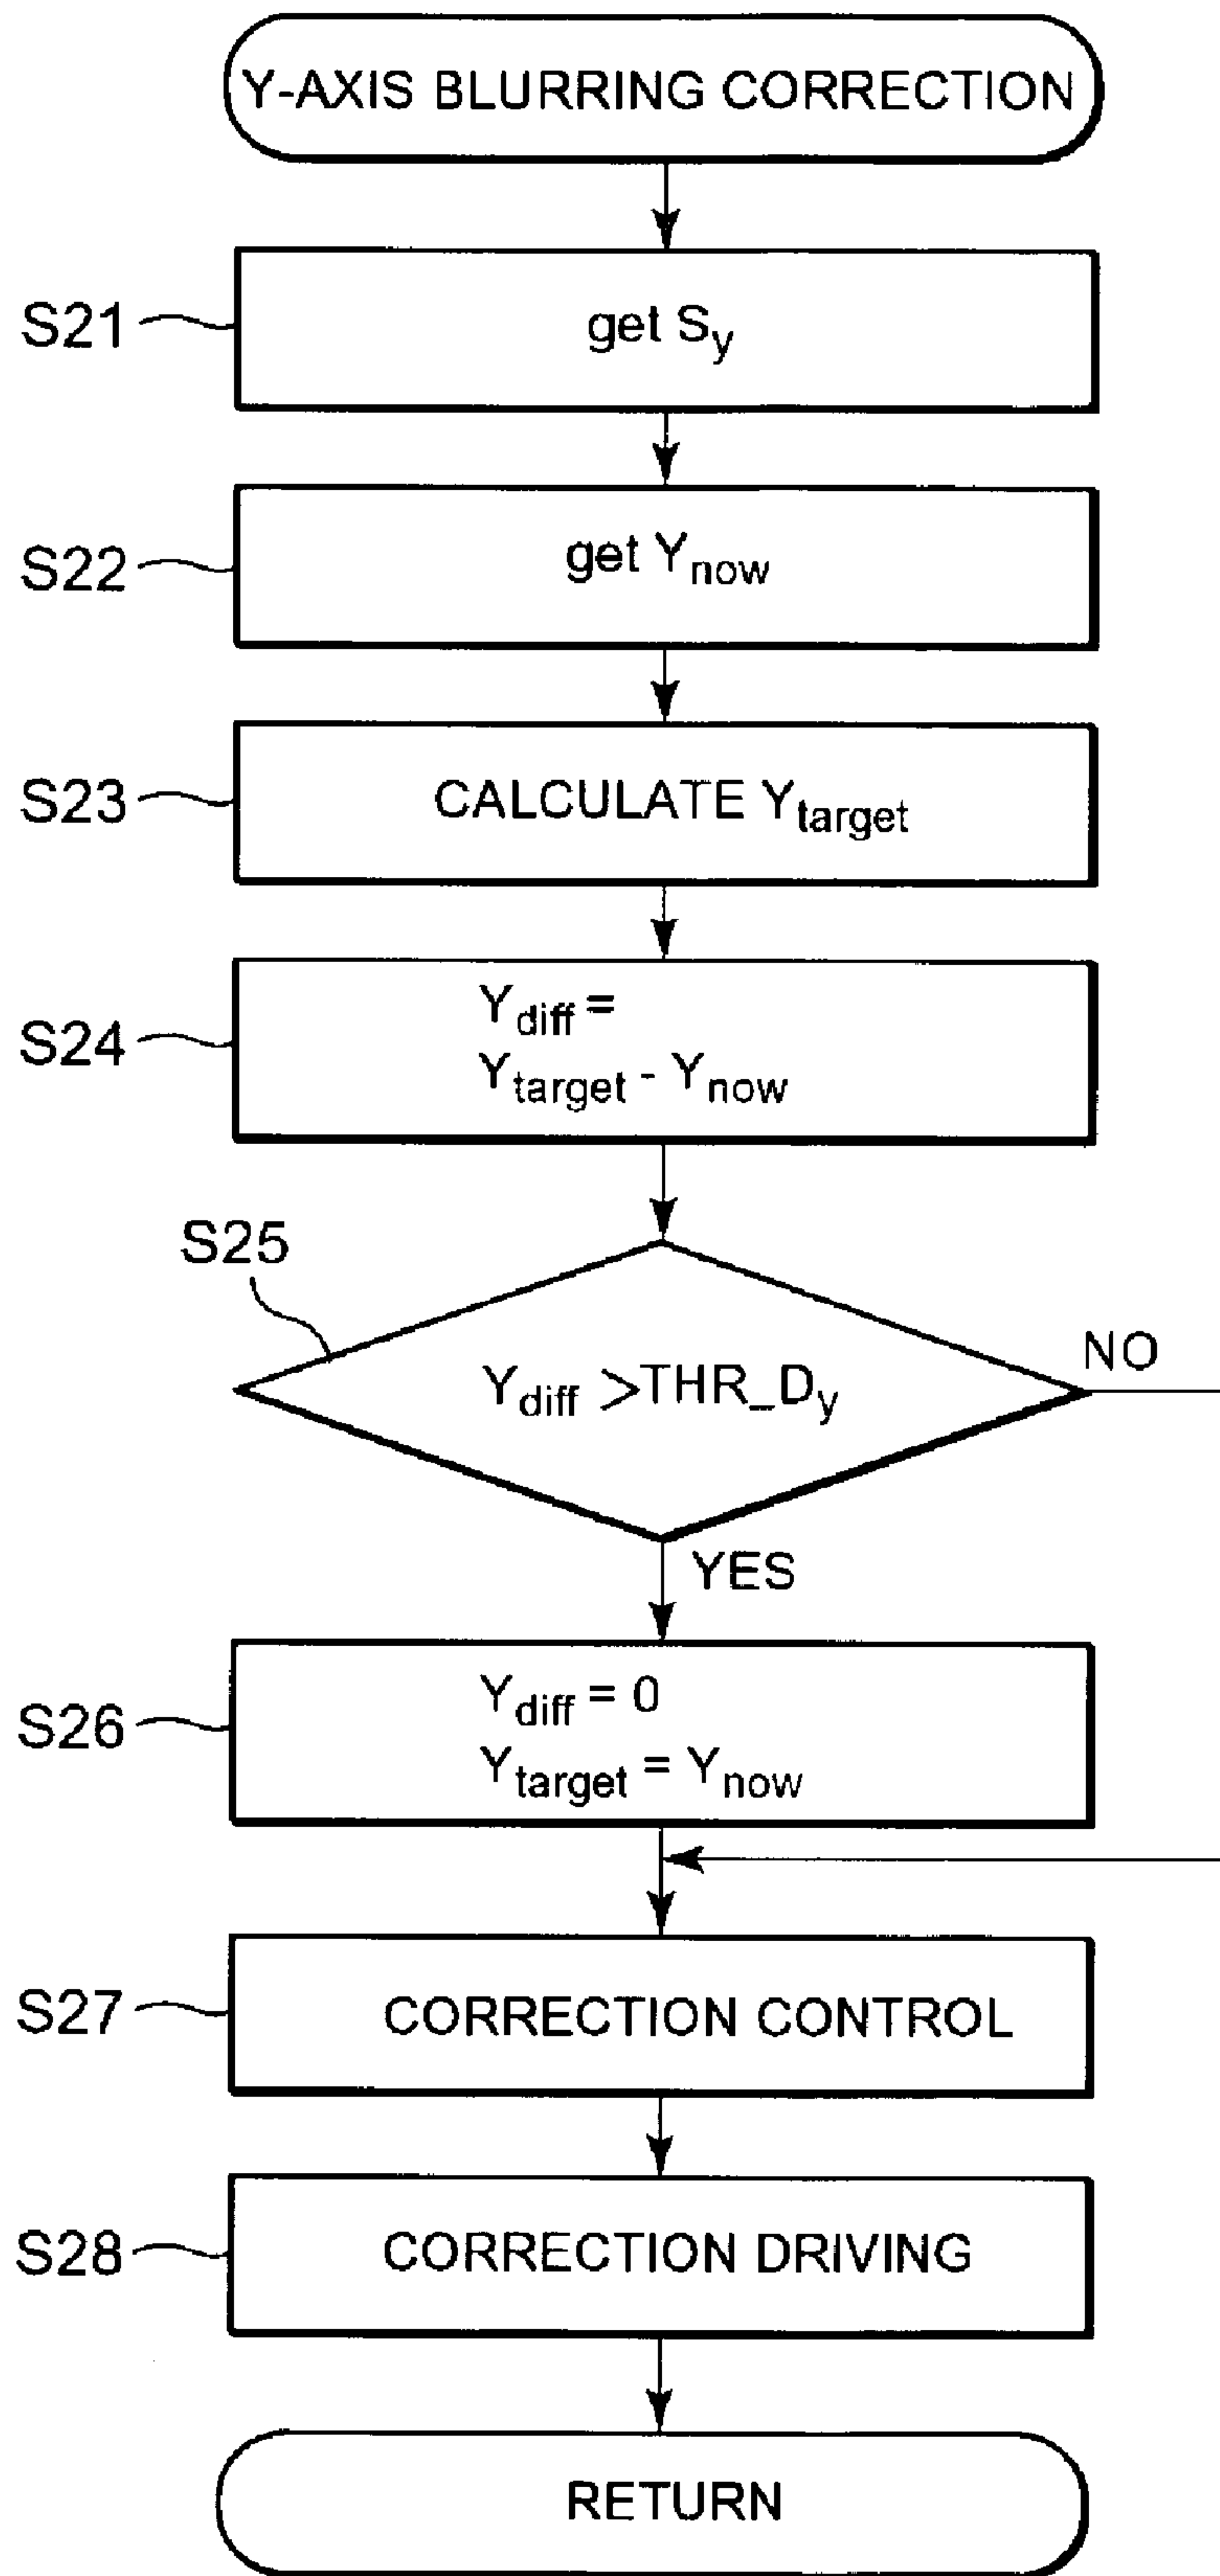 Y-AXIS BLURRING CORRECTION
S21
get Sy
S22
get Ynow
S23
CALCULATE Ytarget
S24
Ydiff =
Ytarget - Ynow
S25
Ydiff >THR_Dy
NO
YES
S26
Ydiff = 0
Ytarget = Ynow
S27
CORRECTION CONTROL
S28
CORRECTION DRIVING
RETURN